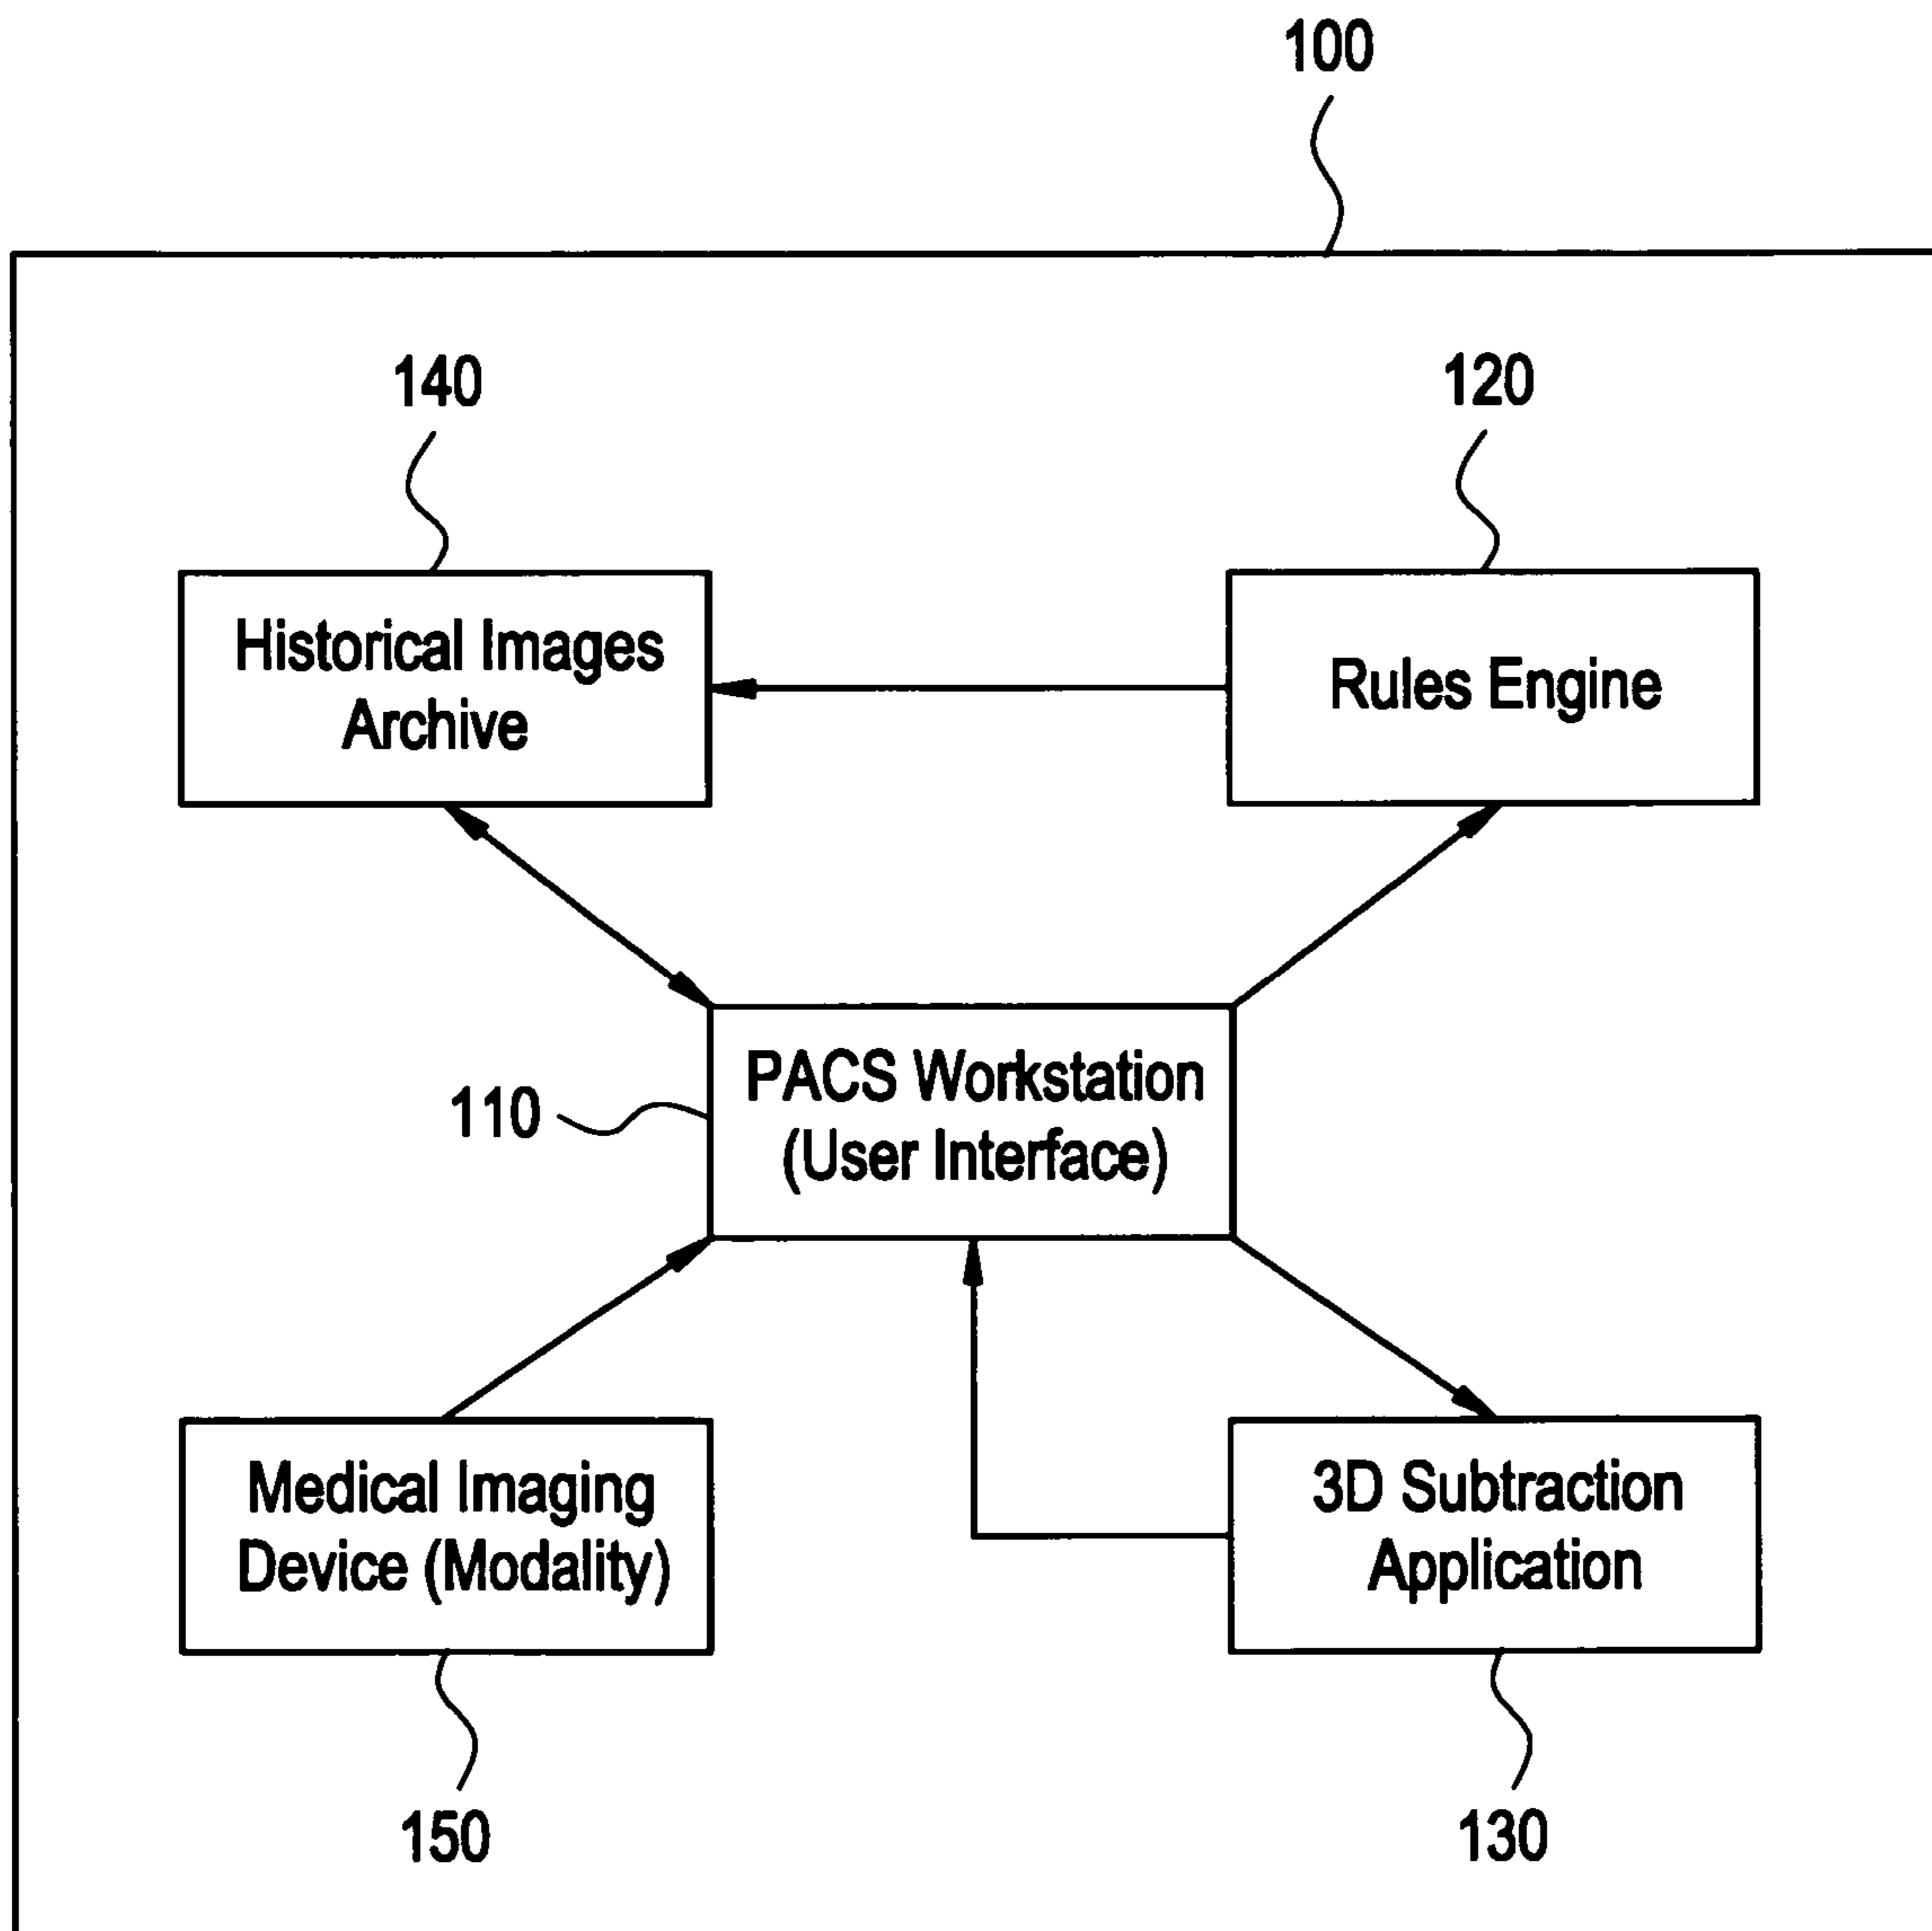 100
140
120
Historical Images
Archive
Rules Engine
110
PACS Workstation
(User Interface)
Medical Imaging
Device (Modality)
3D Subtraction
Application
150
130